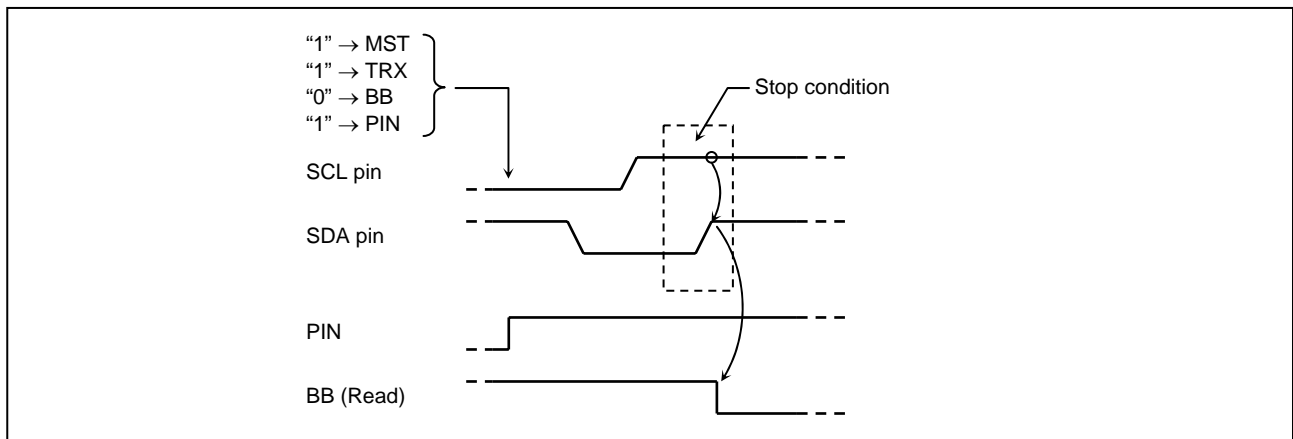 “1” → MST
“1” → TRX
“0” → BB
“1” → PIN
Stop condition
SCL pin
SDA pin
PIN
BB (Read)